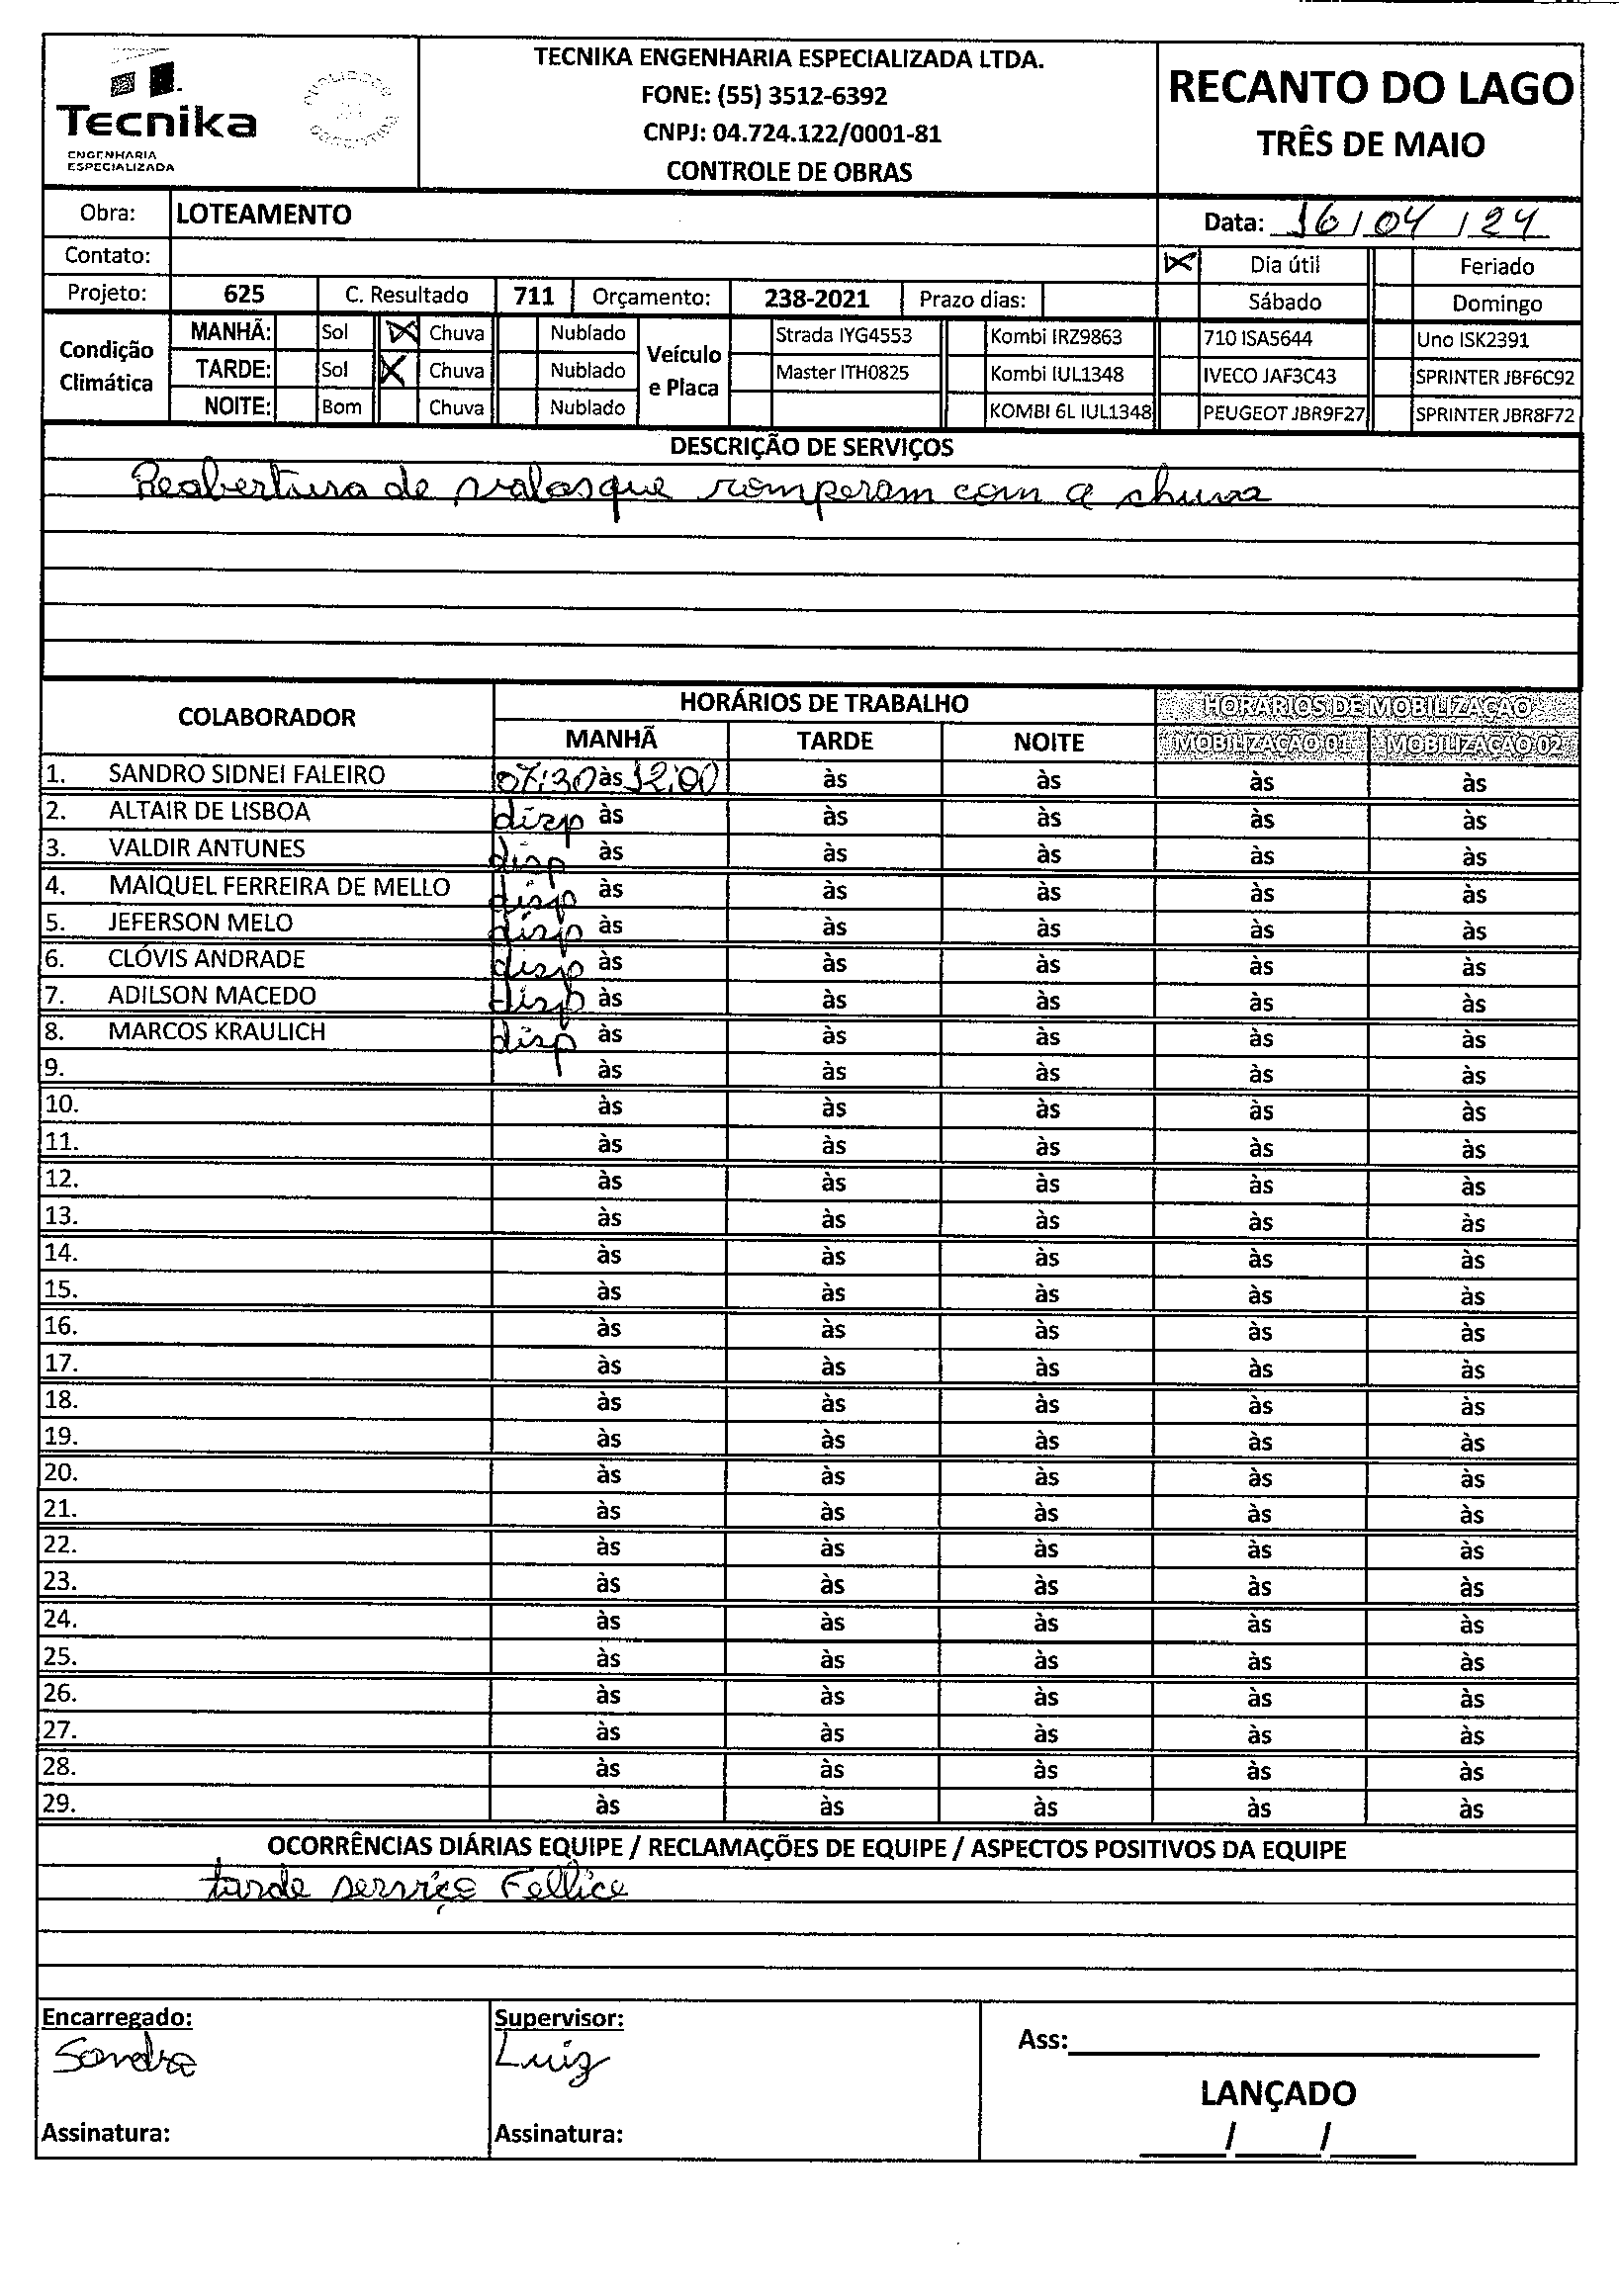 Tecnika
ENGENHARIA
ESPECIALIZADA
TECNIKA ENGENHARIA ESPECIALIZADA LTDA.
FONE: (55) 3512-6392
CNPJ: 04.724.122/0001-81
CONTROLE DE OBRAS
RECANTO DO LAGO
TRÊS DE MAIO
Obra: LOTEAMENTO
Data: 16/04/24
Contato:
Dia útil Feriado
Projeto: 625 C. Resultado 711 Orçamento: 238-2021 Prazo dias:
Sábado Domingo
Condição Climática
MANHÃ: Sol Chuva Nublado
TARDE: Sol Chuva Nublado
NOITE: Bom Chuva Nublado
Veículo e Placa
Strada IYG4553 Kombi IRZ9863 710 ISA5644 Uno ISK2391
Master ITH0825 Kombi IUL1348 IVECO JAF3C43 SPRINTER JBF6C92
KOMBI 6L IUL1348 PEUGEOT JBR9F27 SPRINTER JBR8F72
DESCRIÇÃO DE SERVIÇOS
Reabertura de valas que romperam com a chuva
COLABORADOR HORÁRIOS DE TRABALHO HORÁRIOS DE MOBILIZAÇÃO
MANHÃ TARDE NOITE MOBILIZAÇÃO 01 MOBILIZAÇÃO 02
1. SANDRO SIDNEI FALEIRO 07:30 às 12:00 às às às às
2. ALTAIR DE LISBOA disp às às às às às
3. VALDIR ANTUNES disp às às às às às
4. MAIQUEL FERREIRA DE MELLO disp às às às às às
5. JEFERSON MELO disp às às às às às
6. CLÓVIS ANDRADE disp às às às às às
7. ADILSON MACEDO disp às às às às às
8. MARCOS KRAULICH disp às às às às às
9. às às às às às
10. às às às às às
11. às às às às às
12. às às às às às
13. às às às às às
14. às às às às às
15. às às às às às
16. às às às às às
17. às às às às às
18. às às às às às
19. às às às às às
20. às às às às às
21. às às às às às
22. às às às às às
23. às às às às às
24. às às às às às
25. às às às às às
26. às às às às às
27. às às às às às
28. às às às às às
29. às às às às às
OCORRÊNCIAS DIÁRIAS EQUIPE / RECLAMAÇÕES DE EQUIPE / ASPECTOS POSITIVOS DA EQUIPE
tarde serviço Fellice
Encarregado: Supervisor:
Sandro Luiz
Ass:
LANÇADO
Assinatura: Assinatura:
/ /